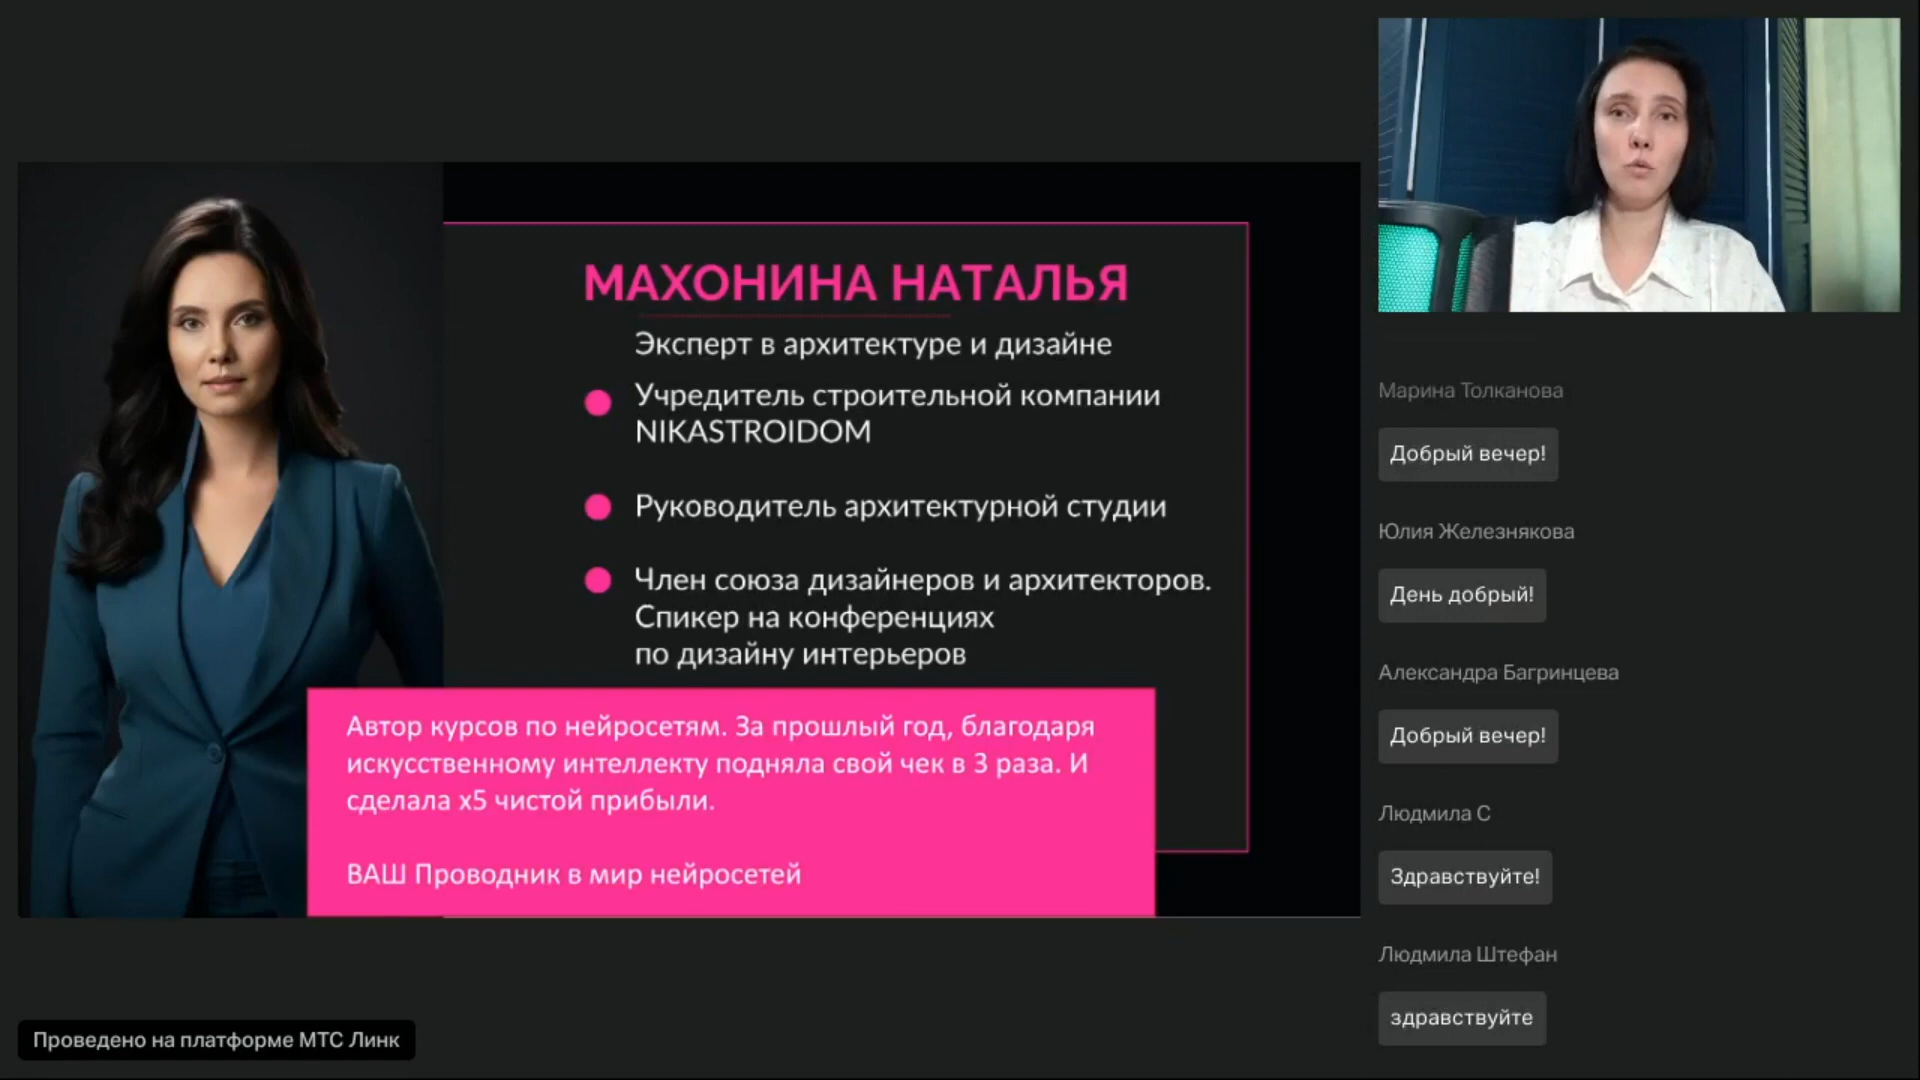 МАХОНИНА НАТАЛЬЯ
Эксперт в архитектуре и дизайне
Учредитель строительной компании
NIKASTROIDOM
Руководитель архитектурной студии
Член союза дизайнеров и архитекторов.
Спикер на конференциях
по дизайну интерьеров
Автор курсов по нейросетям. За прошлый год, благодаря
искусственному интеллекту подняла свой чек в 3 раза. И
сделала х5 чистой прибыли.
ВАШ Проводник в мир нейросетей
Марина Толканова
Добрый вечер!
Юлия Железнякова
День добрый!
Александра Багринцева
Добрый вечер!
Людмила С
Здравствуйте!
Людмила Штефан
здравствуйте
Проведено на платформе МТС Линк